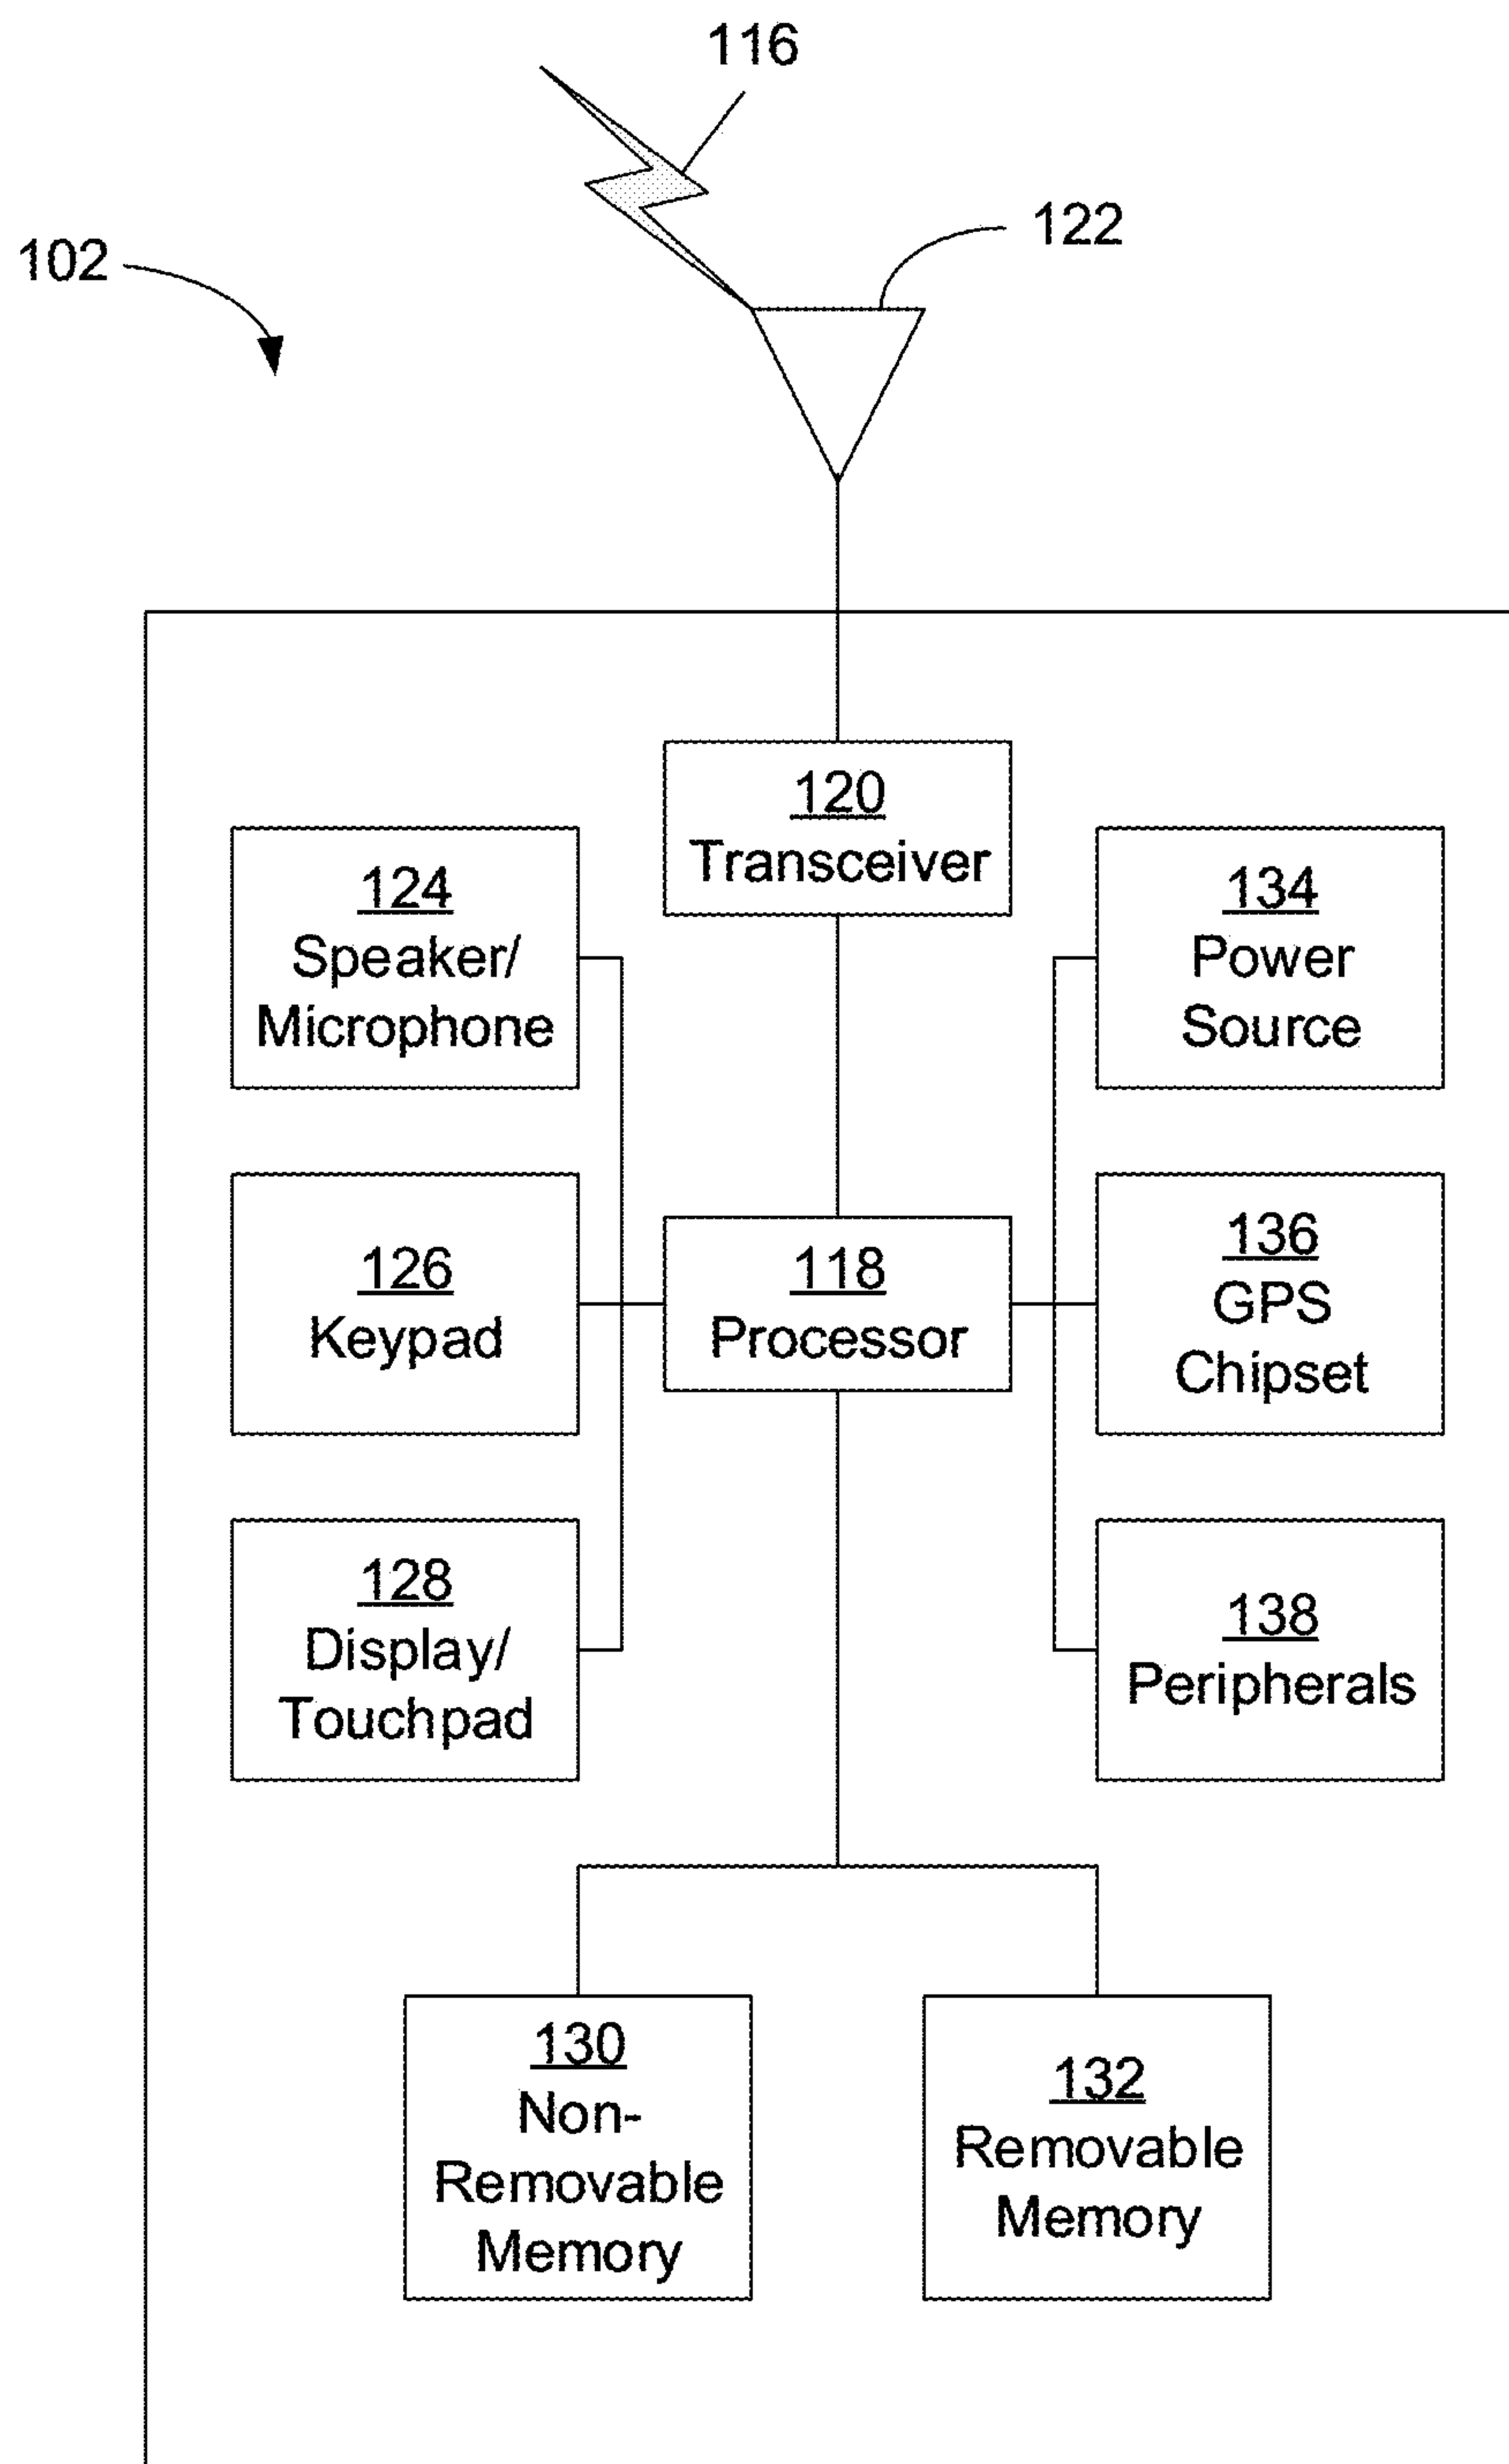 116
122
102
120
Transceiver
124
Speaker/
Microphone
134
Power
Source
126
Keypad
118
Processor
136
GPS
Chipset
128
Display/
Touchpad
138
Peripherals
130
Non-
Removable
Memory
132
Removable
Memory